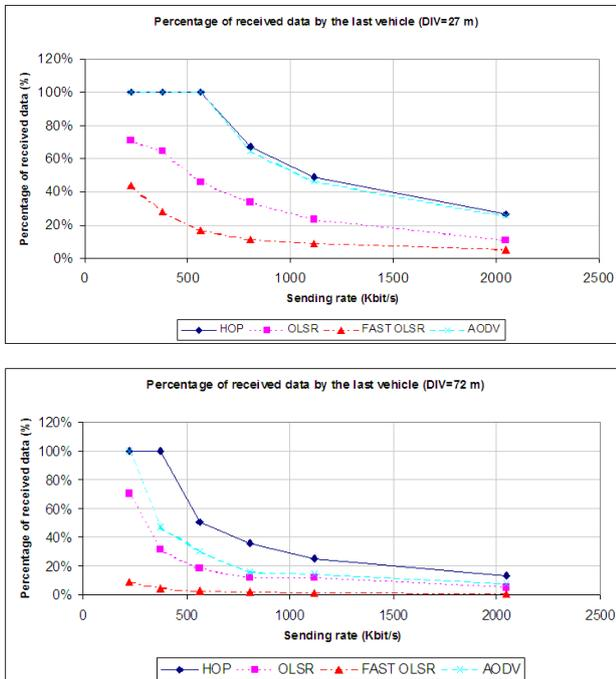 Percentage of received data by the last vehicle (DIV=27 m)
Percentage of received data (%)
120%
100%
80%
60%
40%
20%
0%
0 500 1000 1500 2000 2500
Sending rate (Kbit/s)
HOP OLSR FAST OLSR AODV
Percentage of received data by the last vehicle (DIV=72 m)
Percentage of received data (%)
120%
100%
80%
60%
40%
20%
0%
0 500 1000 1500 2000 2500
Sending rate (Kbit/s)
HOP OLSR FAST OLSR AODV